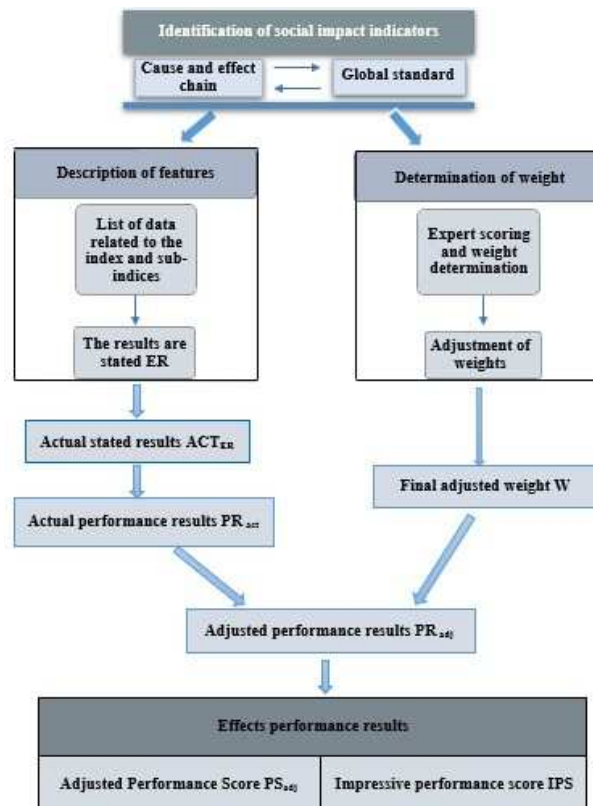 Identification of social impact indicators
Cause and effect
chain
Global standard
Description of features
List of data
related to the
index and sub-
indices
The results are
stated ER
Determination of weight
Expert scoring
and weight
determination
Adjustment of
weights
Actual stated results ACTER
Actual performance results PR act
Final adjusted weight W
Adjusted performance results PR adj
Effects performance results
Adjusted Performance Score PSadj
Impressive performance score IPS